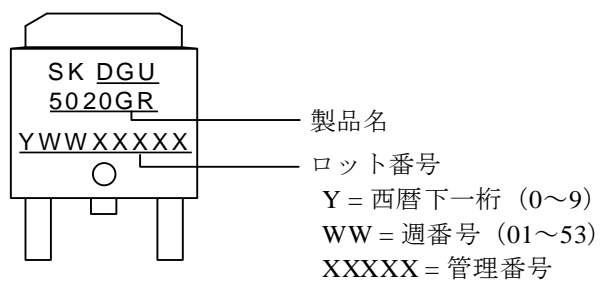 SK DGU
5020GR
YWWXXXXX
製品名
ロット番号
Y = 西暦下一桁（0～9）
WW = 週番号（01～53）
XXXXX = 管理番号